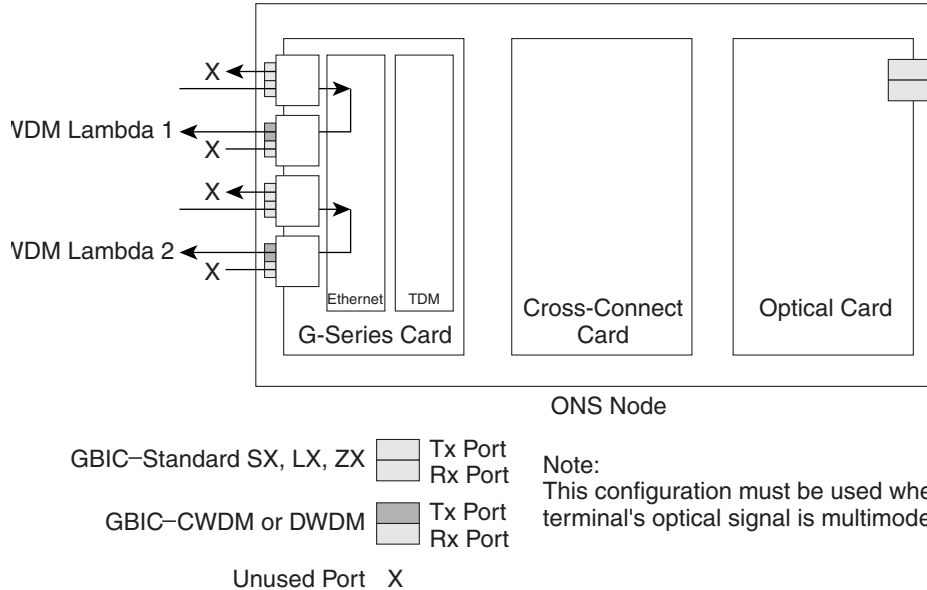 X
VDM Lambda 1
X
X
VDM Lambda 2
X
Ethernet
TDM
G-Series Card
Cross-Connect
Card
Optical Card
ONS Node
GBIC–Standard SX, LX, ZX
Tx Port
Rx Port
GBIC–CWDM or DWDM
Tx Port
Rx Port
Unused Port X
Note:
This configuration must be used whe
terminal's optical signal is multimode